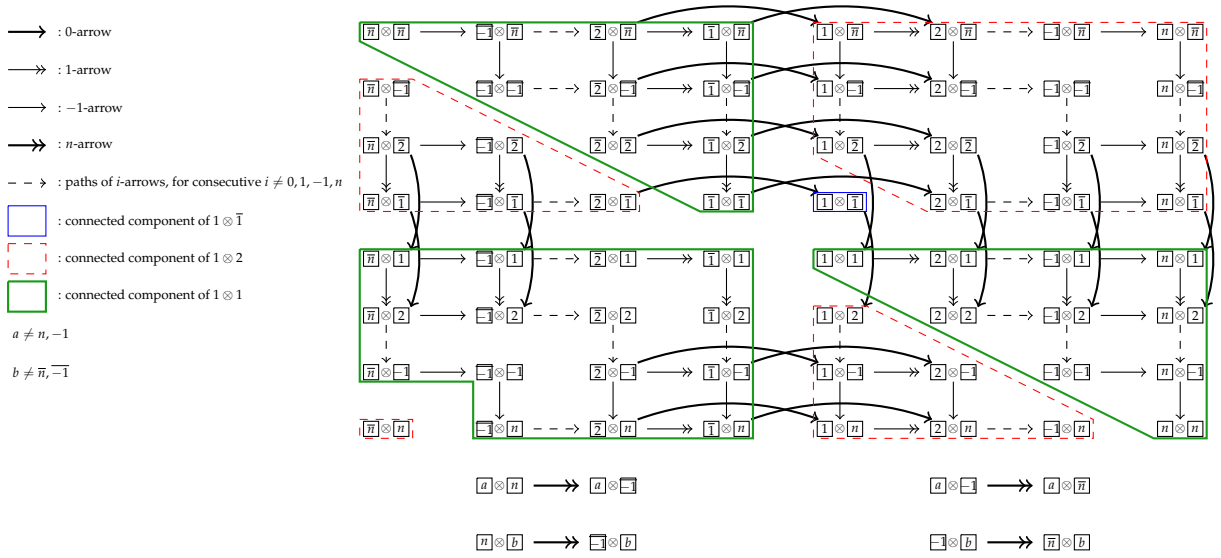 : 0-arrow
: 1-arrow
: −1-arrow
: n-arrow
: paths of i-arrows, for consecutive i ≠ 0, 1, −1, n
: connected component of 1 ⊗ 1̅
: connected component of 1 ⊗ 2
: connected component of 1 ⊗ 1
a ≠ n, −1
b ≠ n̅, −̅1̅
n̅ ⊗ n̅ −̅1̅ ⊗ n̅ 2̅ ⊗ n̅ 1̅ ⊗ n̅ 1 ⊗ n̅ 2 ⊗ n̅ −1 ⊗ n̅ n ⊗ n̅
n̅ ⊗ −̅1̅ −̅1̅ ⊗ −̅1̅ 2̅ ⊗ −̅1̅ 1̅ ⊗ −̅1̅ 1 ⊗ −̅1̅ 2 ⊗ −̅1̅ −1 ⊗ −̅1̅ n ⊗ −̅1̅
n̅ ⊗ 2̅ −̅1̅ ⊗ 2̅ 2̅ ⊗ 2̅ 1̅ ⊗ 2̅ 1 ⊗ 2̅ 2 ⊗ 2̅ −1 ⊗ 2̅ n ⊗ 2̅
n̅ ⊗ 1̅ −̅1̅ ⊗ 1̅ 2̅ ⊗ 1̅ 1̅ ⊗ 1̅ 1 ⊗ 1̅ 2 ⊗ 1̅ −1 ⊗ 1̅ n ⊗ 1̅
n̅ ⊗ 1 −̅1̅ ⊗ 1 2̅ ⊗ 1 1̅ ⊗ 1 1 ⊗ 1 2 ⊗ 1 −1 ⊗ 1 n ⊗ 1
n̅ ⊗ 2 −̅1̅ ⊗ 2 2̅ ⊗ 2 1̅ ⊗ 2 1 ⊗ 2 2 ⊗ 2 −1 ⊗ 2 n ⊗ 2
n̅ ⊗ −1 −̅1̅ ⊗ −1 2̅ ⊗ −1 1̅ ⊗ −1 1 ⊗ −1 2 ⊗ −1 −1 ⊗ −1 n ⊗ −1
n̅ ⊗ n −̅1̅ ⊗ n 2̅ ⊗ n 1̅ ⊗ n 1 ⊗ n 2 ⊗ n −1 ⊗ n n ⊗ n
a ⊗ n a ⊗ −̅1̅ a ⊗ −1 a ⊗ n̅
n ⊗ b −̅1̅ ⊗ b −1 ⊗ b n̅ ⊗ b